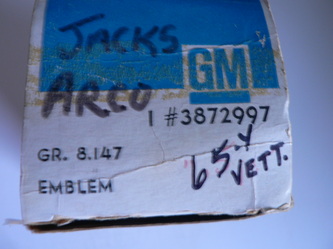 JACKS
GM
ARCO
1 #3872997
GR. 8.147
65.Y
VETT.
EMBLEM